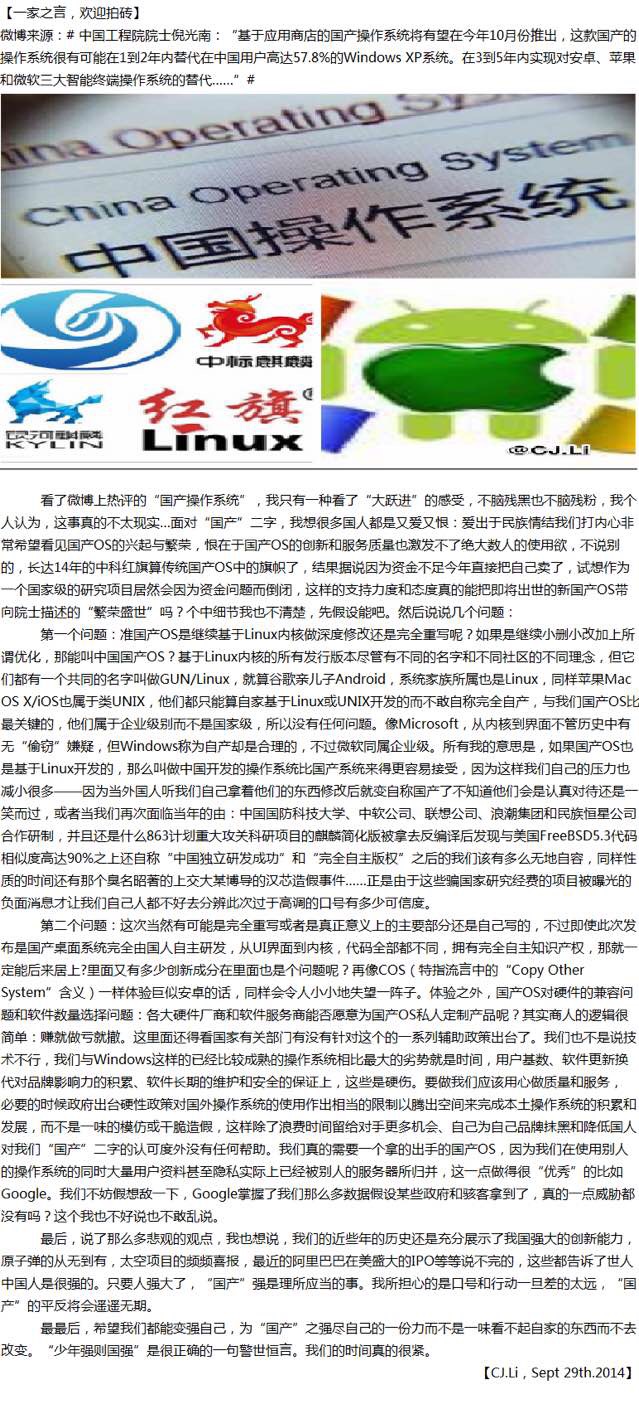 【一家之言，欢迎拍砖】
微博来源：# 中国工程院院士倪光南：“基于应用商店的国产操作系统将有望在今年10月份推出，这款国产的
操作系统很有可能在1到2年内替代在中国用户高达57.8%的Windows XP系统。在3到5年内实现对安卓、苹果
和微软三大智能终端操作系统的替代......”#
hina Operating Syste
China Operating System
中国操作系统
中标麒麟
银河麒麟
KYLIN
红旗
Linux
®
@CJ.Li
看了微博上热评的“国产操作系统”，我只有一种看了“大跃进”的感受，不脑残黑也不脑残粉，我个
人认为，这事真的不太现实...面对“国产”二字，我想很多国人都是又爱又恨：爱出于民族情结我们打内心非
常希望看见国产OS的兴起与繁荣，恨在于国产OS的创新和服务质量也激发不了绝大数人的使用欲，不说别
的，长达14年的中科红旗算传统国产OS中的旗帜了，结果据说因为资金不足今年直接把自己卖了，试想作为
一个国家级的研究项目居然会因为资金问题而倒闭，这样的支持力度和态度真的能把即将出世的新国产OS带
向院士描述的“繁荣盛世”吗？个中细节我也不清楚，先假设能吧。然后说说几个问题：
第一个问题：准国产OS是继续基于Linux内核做深度修改还是完全重写呢？如果是继续小删小改加上所
谓优化，那能叫中国国产OS？基于Linux内核的所有发行版本尽管有不同的名字和不同社区的不同理念，但它
们都有一个共同的名字叫做GUN/Linux，就算谷歌亲儿子Android，系统家族所属也是Linux，同样苹果Mac
OS X/iOS也属于类UNIX，他们都只能算自家基于Linux或UNIX开发的而不敢自称完全自产，与我们国产OS比
最关键的，他们属于企业级别而不是国家级，所以没有任何问题。像Microsoft，从内核到界面不管历史中有
无“偷窃”嫌疑，但Windows称为自产却是合理的，不过微软同属企业级。所有我的意思是，如果国产OS也
是基于Linux开发的，那么叫做中国开发的操作系统比国产系统来得更容易接受，因为这样我们自己的压力也
减小很多——因为当外国人听我们自己拿着他们的东西修改后就变自称国产了不知道他们会是认真对待还是一
笑而过，或者当我们再次面临当年的由：中国国防科技大学、中软公司、联想公司、浪潮集团和民族恒星公司
合作研制，并且还是什么863计划重大攻关科研项目的麒麟简化版被拿去反编译后发现与美国FreeBSD5.3代码
相似度高达90%之上还自称“中国独立研发成功”和“完全自主版权”之后的我们该有多么无地自容，同样性
质的时间还有那个臭名昭著的上交大某博导的汉芯造假事件......正是由于这些骗国家研究经费的项目被曝光的
负面消息才让我们自己人都不好去分辨此次过于高调的口号有多少可信度。
第二个问题：这次当然有可能是完全重写或者是真正意义上的主要部分还是自己写的，不过即使此次发
布是国产桌面系统完全由国人自主研发，从UI界面到内核，代码全部都不同，拥有完全自主知识产权，那就一
定能后来居上?里面又有多少创新成分在里面也是个问题呢？再像COS（特指流言中的“Copy Other
System”含义）一样体验巨似安卓的话，同样会令人小小地失望一阵子。体验之外，国产OS对硬件的兼容问
题和软件数量选择问题：各大硬件厂商和软件服务商能否愿意为国产OS私人定制产品呢？其实商人的逻辑很
简单：赚就做亏就撤。这里面还得看国家有关部门有没有针对这个的一系列辅助政策出台了。我们也不是说技
术不行，我们与Windows这样的已经比较成熟的操作系统相比最大的劣势就是时间，用户基数、软件更新换
代对品牌影响力的积累、软件长期的维护和安全的保证上，这些是硬伤。要做我们应该用心做质量和服务，
必要的时候政府出台硬性政策对国外操作系统的使用作出相当的限制以腾出空间来完成本土操作系统的积累和
发展，而不是一味的模仿或干脆造假，这样除了浪费时间留给对手更多机会、自己为自己品牌抹黑和降低国人
对我们“国产”二字的认可度外没有任何帮助。我们真的需要一个拿的出手的国产OS，因为我们在使用别人
的操作系统的同时大量用户资料甚至隐私实际上已经被别人的服务器所归并，这一点做得很“优秀”的比如
Google。我们不妨假想敌一下，Google掌握了我们那么多数据假设某些政府和骇客拿到了，真的一点威胁都
没有吗？这个我也不好说也不敢乱说。
最后，说了那么多悲观的观点，我也想说，我们的近些年的历史还是充分展示了我国强大的创新能力，
原子弹的从无到有，太空项目的频频喜报，最近的阿里巴巴在美盛大的IPO等等说不完的，这些都告诉了世人
中国人是很强的。只要人强大了，“国产”强是理所应当的事。我所担心的是口号和行动一旦差的太远，“国
产”的平反将会遥遥无期。
最最后，希望我们都能变强自己，为“国产”之强尽自己的一份力而不是一味看不起自家的东西而不去
改变。“少年强则国强”是很正确的一句警世恒言。我们的时间真的很紧。
【CJ.Li，Sept 29th.2014】